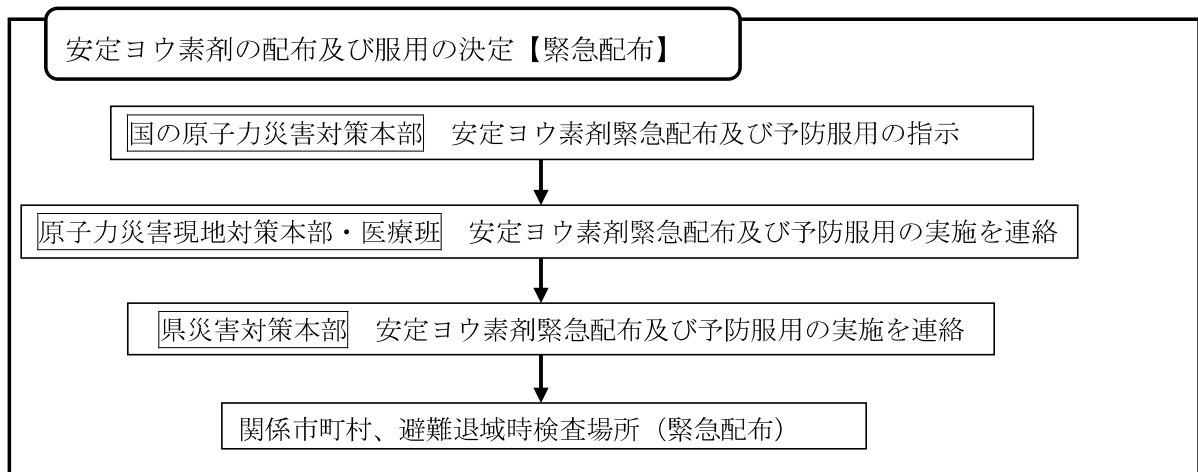 安定ヨウ素剤の配布及び服用の決定【緊急配布】
国の原子力災害対策本部　安定ヨウ素剤緊急配布及び予防服用の指示
原子力災害現地対策本部・医療班　安定ヨウ素剤緊急配布及び予防服用の実施を連絡
県災害対策本部　安定ヨウ素剤緊急配布及び予防服用の実施を連絡
関係市町村、避難退域時検査場所（緊急配布）